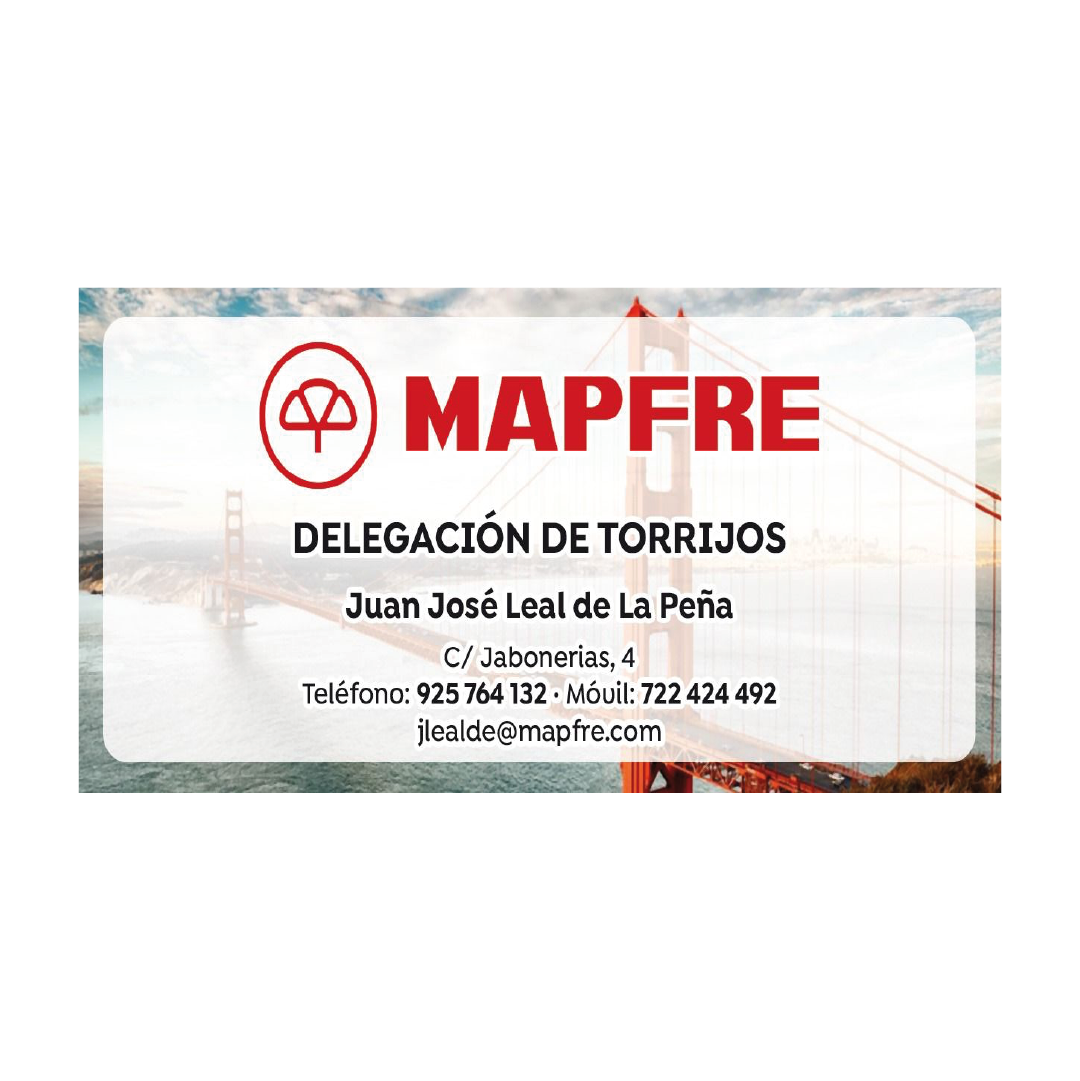 MAPFRE
DELEGACIÓN DE TORRIJOS
Juan José Leal de La Peña
C/ Jabonerias, 4
Teléfono: 925 764 132 · Móvil: 722 424 492
jlealde@mapfre.com